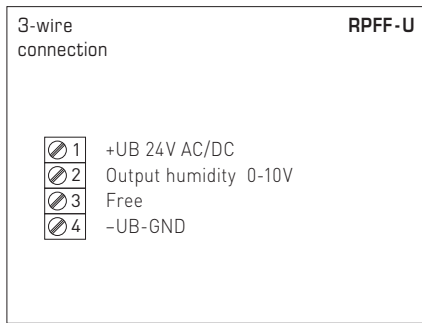 3-wire RPFF-U
connection
1 +UB 24V AC/DC
2 Output humidity 0-10V
3 Free
4 –UB-GND